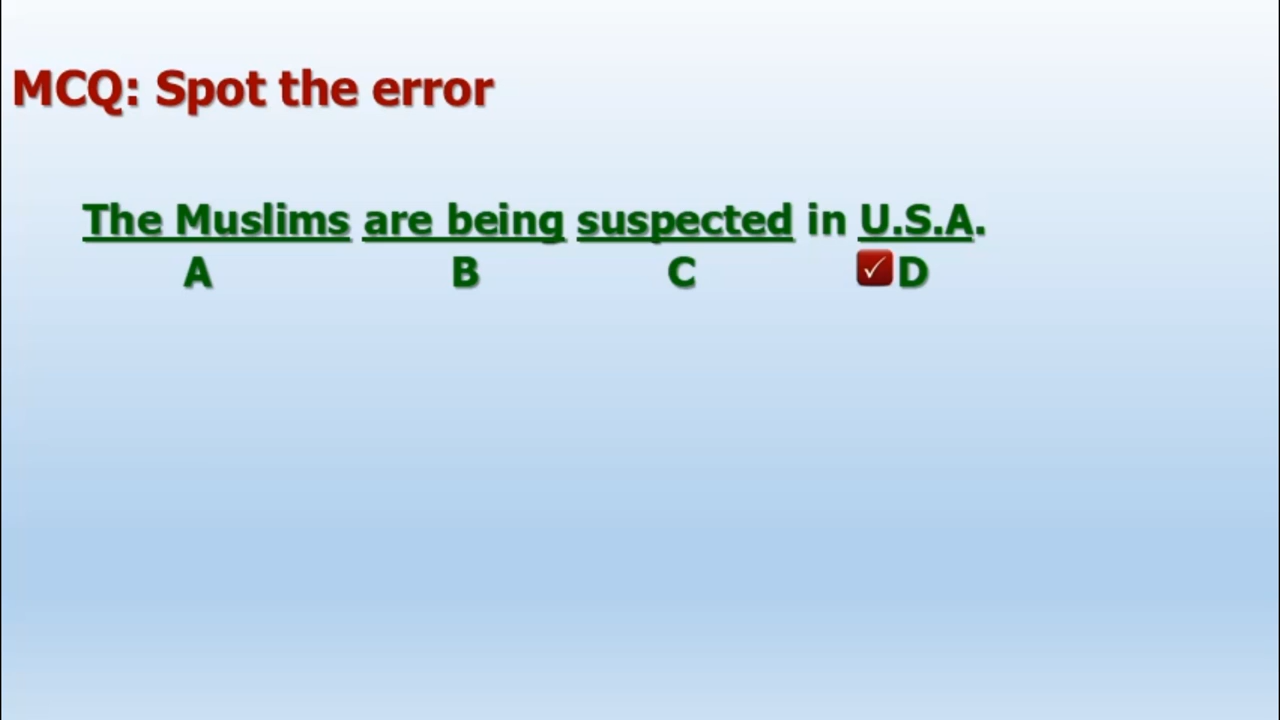 MCQ: Spot the error
The Muslims are being suspected in U.S.A.
A B C D